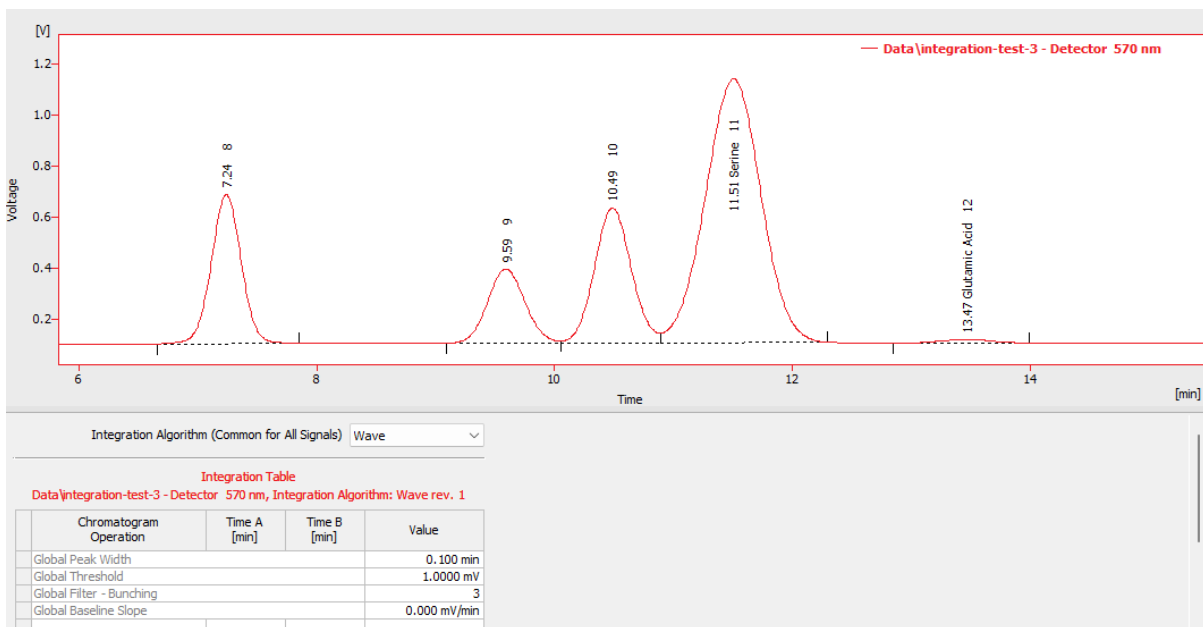 [V]
Data\integration-test-3 - Detector 570 nm
1.2
1.0
0.8
0.6
0.4
0.2
Voltage
7.24 8
9.59 9
10.49 10
11.51 Serine 11
13.47 Glutamic Acid 12
6 8 10 12 14
Time
[min]
Integration Algorithm (Common for All Signals) Wave
Integration Table
Data\integration-test-3 - Detector 570 nm, Integration Algorithm: Wave rev. 1
Chromatogram Operation Time A [min] Time B [min] Value
Global Peak Width 0.100 min
Global Threshold 1.0000 mV
Global Filter - Bunching 3
Global Baseline Slope 0.000 mV/min